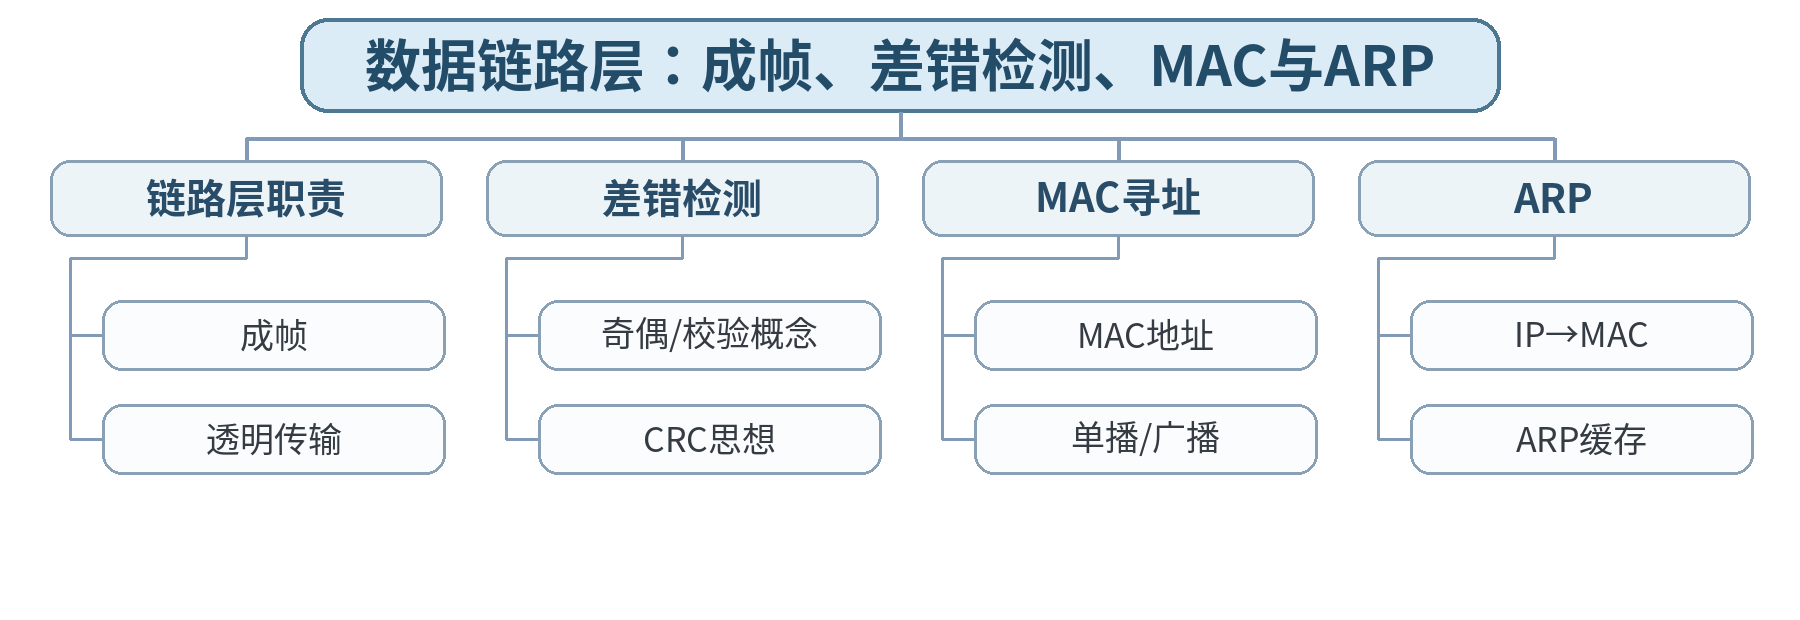 数据链路层：成帧、差错检测、MAC与ARP
链路层职责
成帧
透明传输
差错检测
奇偶/校验概念
CRC思想
MAC寻址
MAC地址
单播/广播
ARP
IP→MAC
ARP缓存